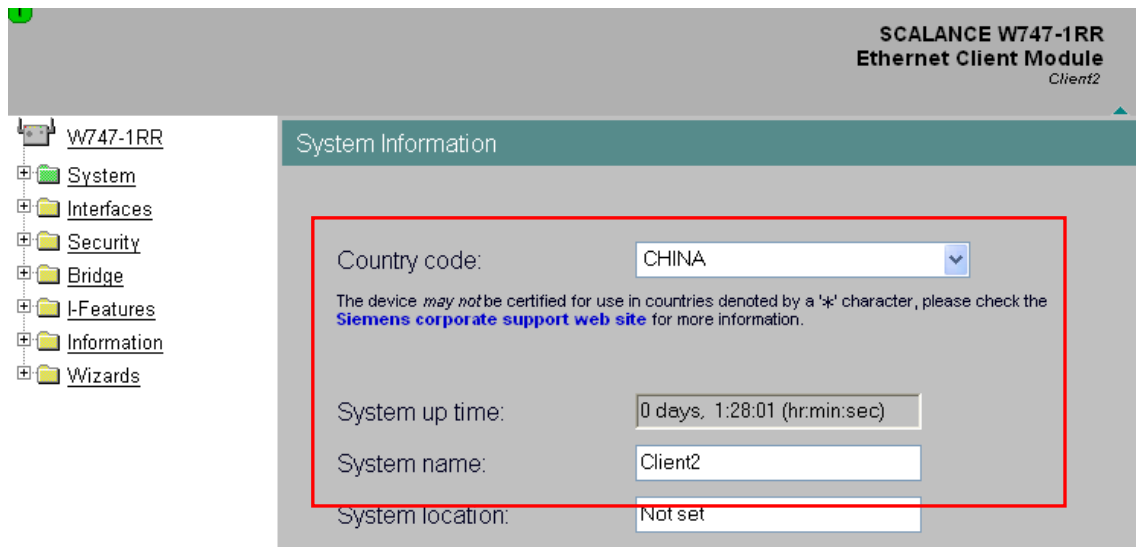 SCALANCE W747-1RR
Ethernet Client Module
Client2
W747-1RR
System
Interfaces
Security
Bridge
I-Features
Information
Wizards
System Information
Country code:
CHINA
The device may not be certified for use in countries denoted by a '*' character, please check the
Siemens corporate support web site for more information.
System up time:
0 days, 1:28:01 (hr:min:sec)
System name:
Client2
System location:
Not set